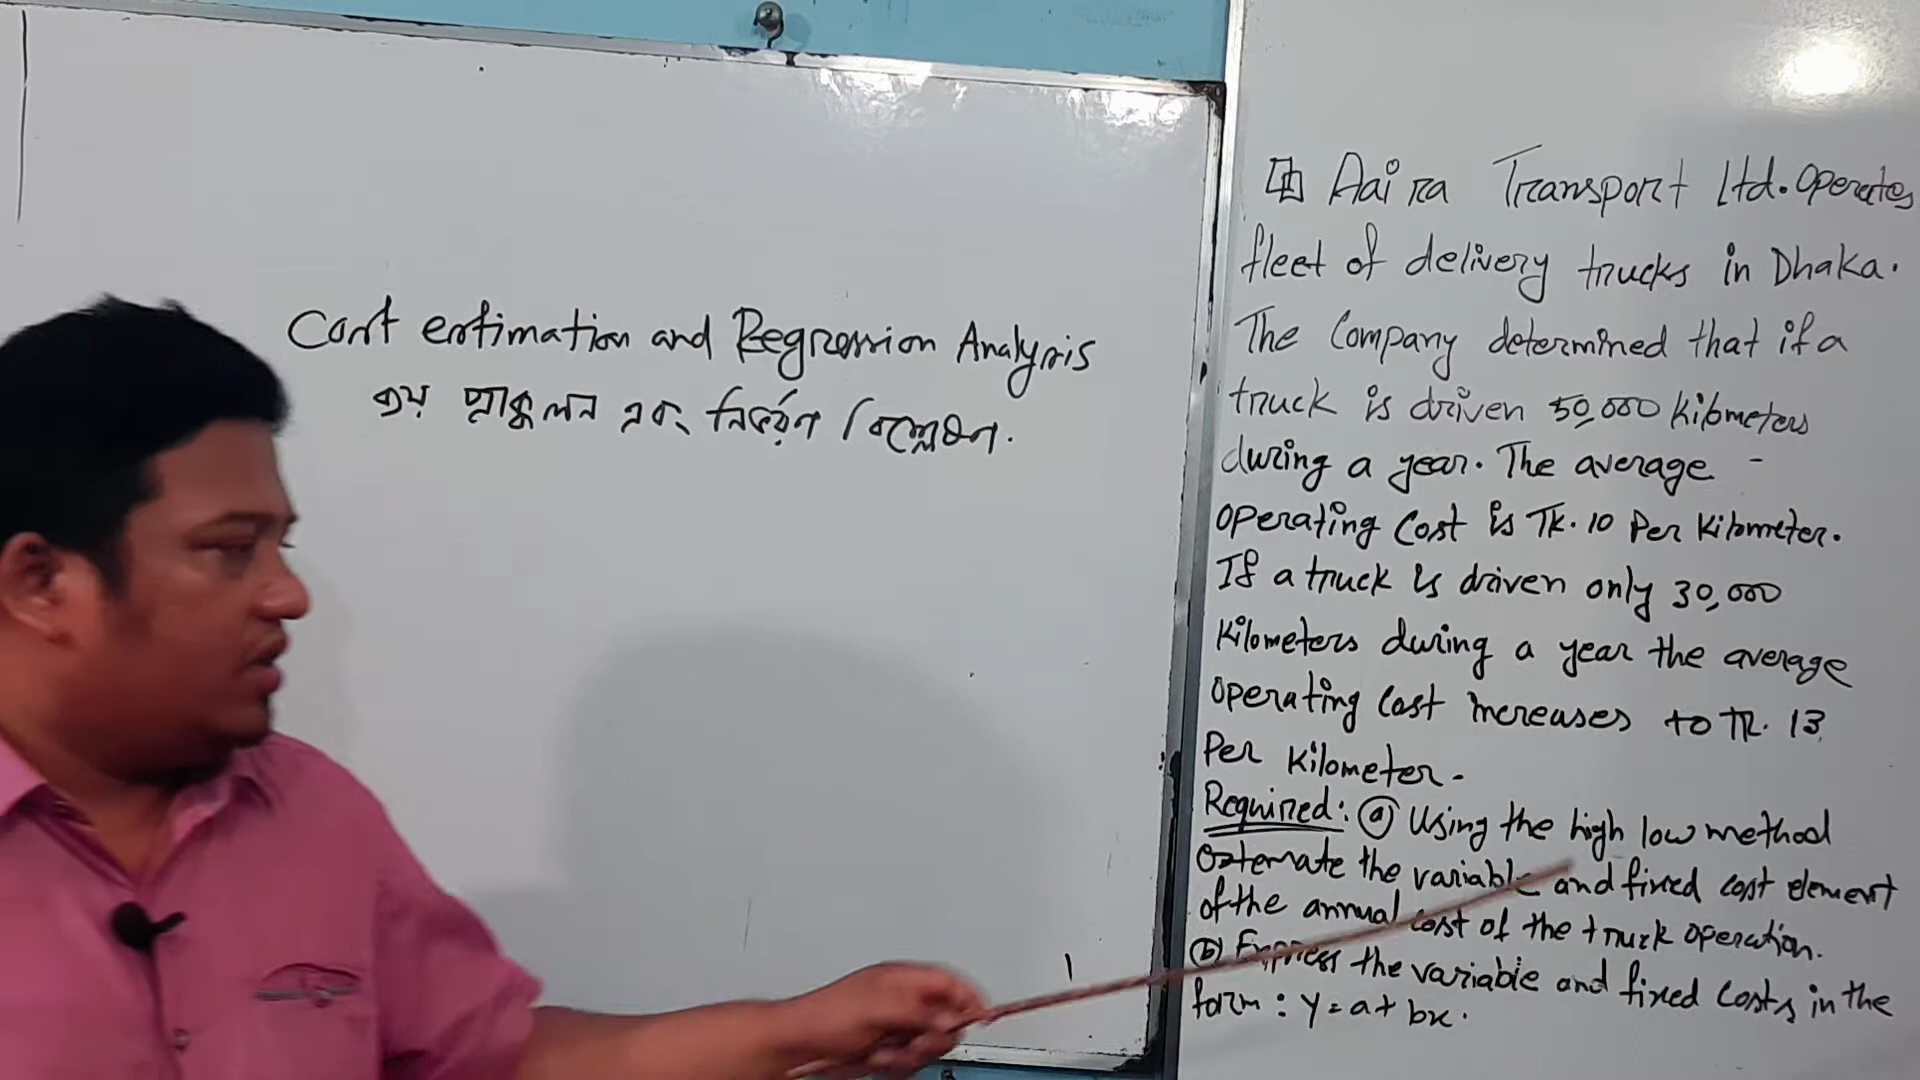 Cost estimation and Regression Analysis
ব্যয় প্রাক্কলন এবং নির্ভরণ বিশ্লেষণ.
Aaira Transport Ltd. Operates
fleet of delivery trucks in Dhaka.
The Company determined that if a
truck is driven 50,000 Kilometers
during a year. The average -
operating Cost is Tk. 10 Per Kilometer.
If a truck is driven only 30,000
Kilometers during a year the average
Operating Cost increases to TK. 13
Per Kilometer-
Required: (a) Using the high low method
the variable and fixed cost element
of the annual cost of the truck operation.
(b) Express the variable and fixed Costs in the
form: Y = a + bx.